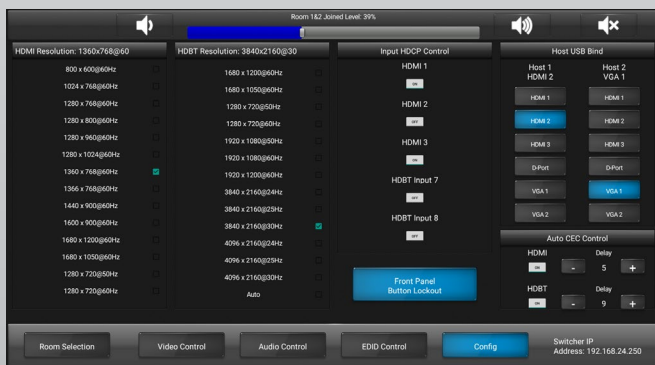 Room 1&2 Joined Level: 39%
HDMI Resolution: 1360x768@60
800 x 600@60Hz
1024 x 768@60Hz
1280 x 768@60Hz
1280 x 800@60Hz
1280 x 960@60Hz
1280 x 1024@60Hz
1360 x 768@60Hz
1366 x 768@60Hz
1440 x 900@60Hz
1600 x 900@60Hz
1680 x 1200@60Hz
1680 x 1050@60Hz
1280 x 720@50Hz
1280 x 720@60Hz
HDBT Resolution: 3840x2160@30
1680 x 1200@60Hz
1680 x 1050@60Hz
1280 x 720@50Hz
1280 x 720@60Hz
1920 x 1080@50Hz
1920 x 1080@60Hz
1920 x 1200@60Hz
3840 x 2160@24Hz
3840 x 2160@25Hz
3840 x 2160@30Hz
4096 x 2160@24Hz
4096 x 2160@25Hz
4096 x 2160@30Hz
Auto
Input HDCP Control
HDMI 1
ON
HDMI 2
OFF
HDMI 3
ON
HDBT Input 7
OFF
HDBT Input 8
OFF
Front Panel
Button Lockout
Host USB Bind
Host 1
HDMI 2
HDMI 1
HDMI 2
HDMI 3
D-Port
VGA 1
VGA 2
Host 2
VGA 1
HDMI 1
HDMI 2
HDMI 3
D-Port
VGA 1
VGA 2
Auto CEC Control
HDMI Delay
ON - 5 +
HDBT Delay
ON - 9 +
Room Selection
Video Control
Audio Control
EDID Control
Config
Switcher IP
Address: 192.168.24.250